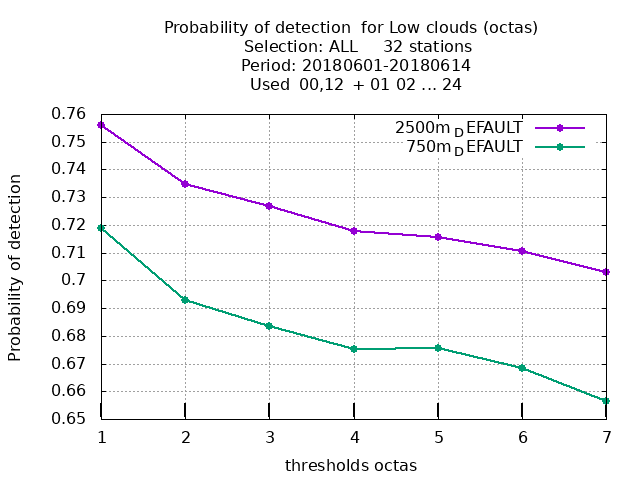 Probability of detection for Low clouds (octas)
Selection: ALL 32 stations
Period: 20180601-20180614
Used 00,12 + 01 02 ... 24
2500m_DEFAULT
750m_DEFAULT
Probability of detection
0.76
0.75
0.74
0.73
0.72
0.71
0.7
0.69
0.68
0.67
0.66
0.65
1 2 3 4 5 6 7
thresholds octas